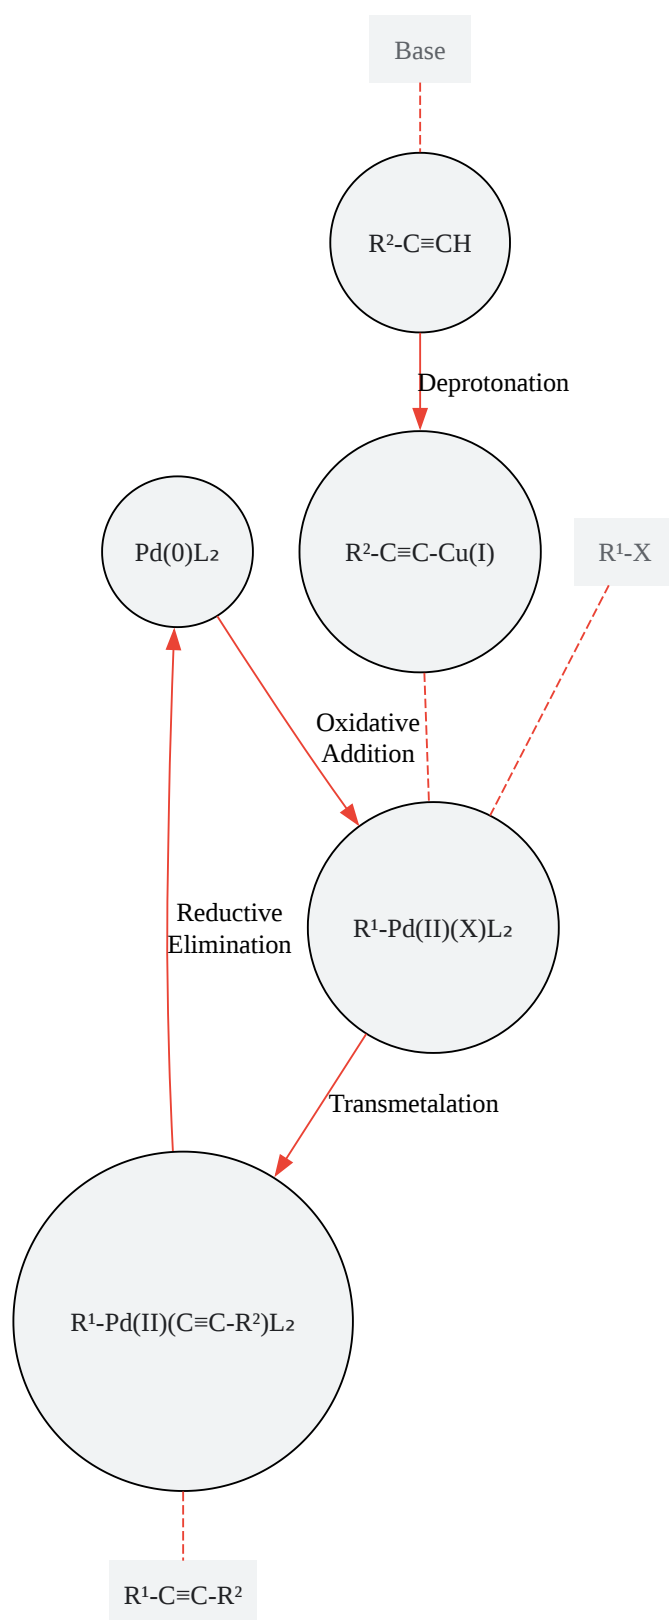 Base
R²-C≡CH
Deprotonation
Pd(0)L₂
R²-C≡C-Cu(I)
R¹-X
Oxidative
Addition
Reductive
Elimination
R¹-Pd(II)(X)L₂
Transmetalation
R¹-Pd(II)(C≡C-R²)L₂
R¹-C≡C-R²